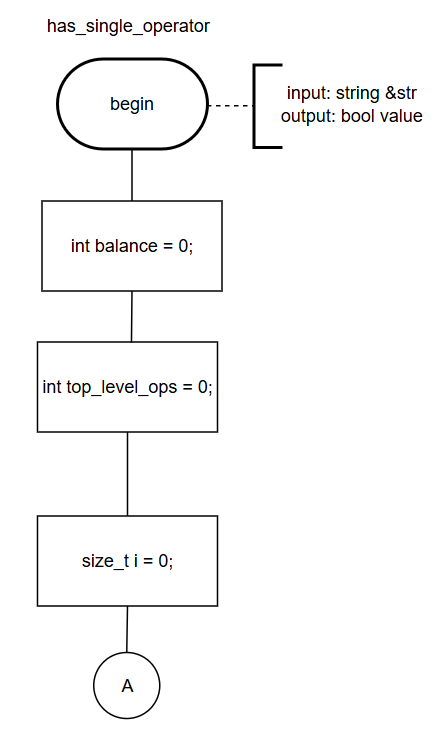 has_single_operator
begin
input: string &str
output: bool value
int balance = 0;
int top_level_ops = 0;
size_t i = 0;
A